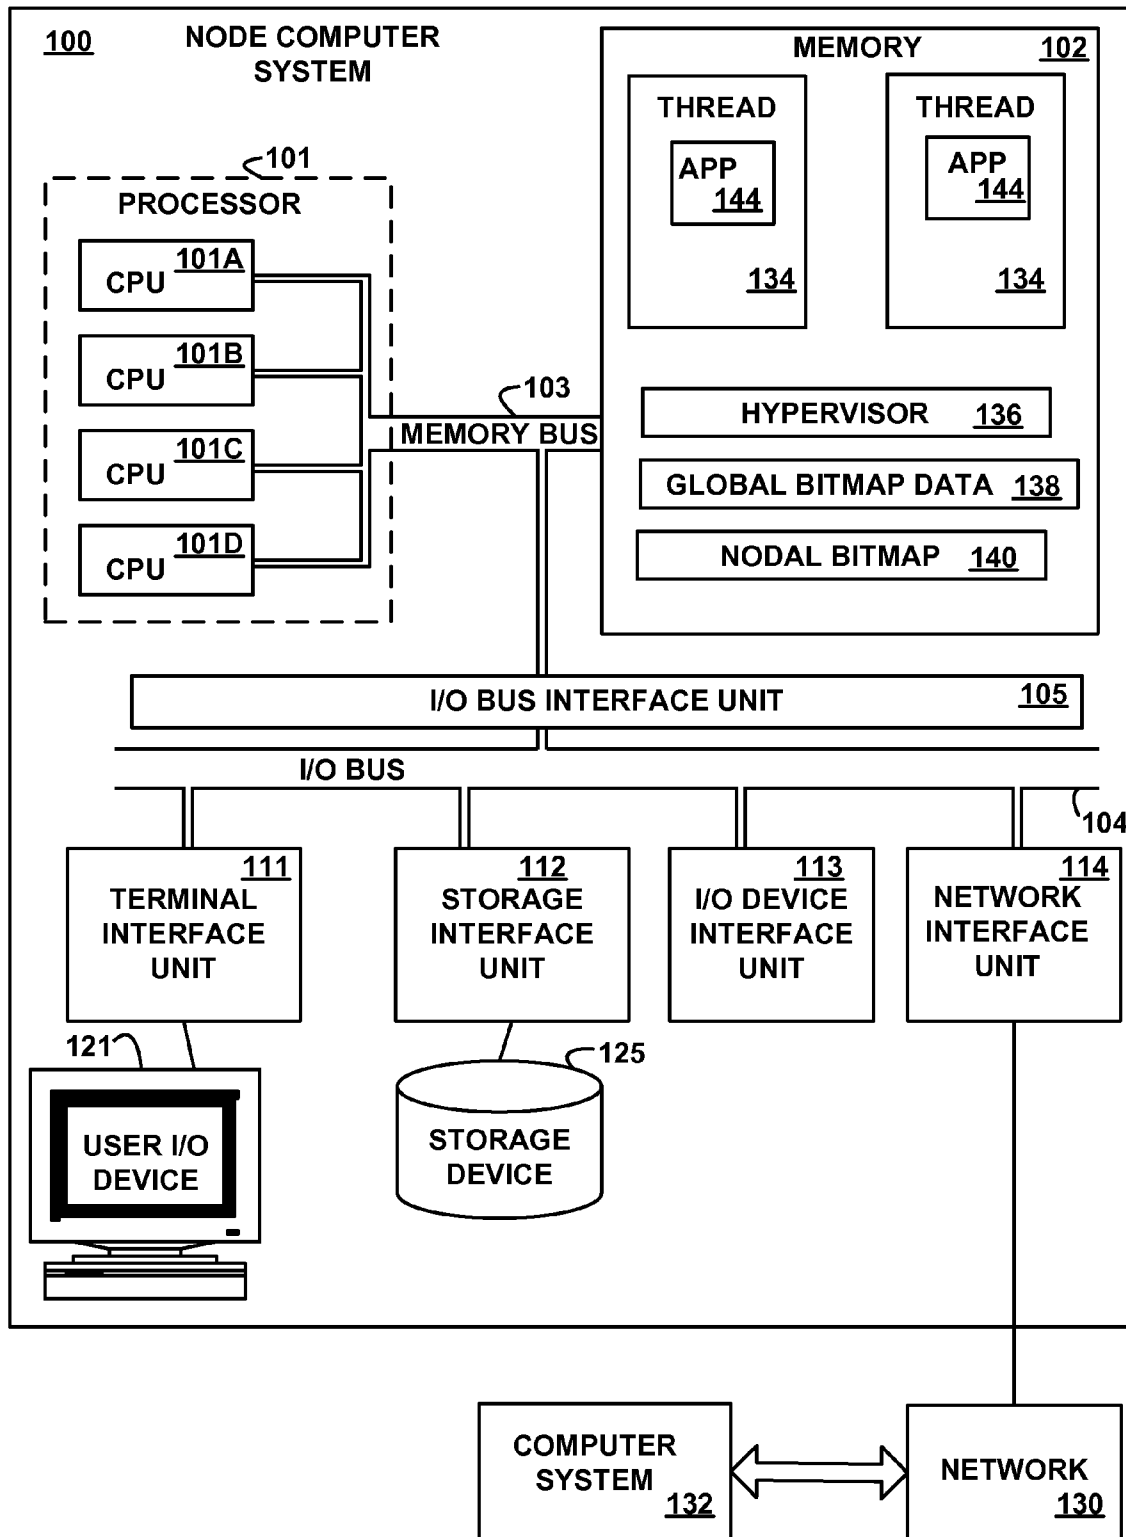 100
NODE COMPUTER
SYSTEM
MEMORY 102
THREAD
APP
144
134
THREAD
APP
144
134
101
PROCESSOR
CPU 101A
CPU 101B
CPU 101C
CPU 101D
103
MEMORY BUS
HYPERVISOR 136
GLOBAL BITMAP DATA 138
NODAL BITMAP 140
I/O BUS INTERFACE UNIT 105
I/O BUS
104
111
TERMINAL
INTERFACE
UNIT
112
STORAGE
INTERFACE
UNIT
113
I/O DEVICE
INTERFACE
UNIT
114
NETWORK
INTERFACE
UNIT
121
USER I/O
DEVICE
125
STORAGE
DEVICE
COMPUTER
SYSTEM
132
NETWORK
130